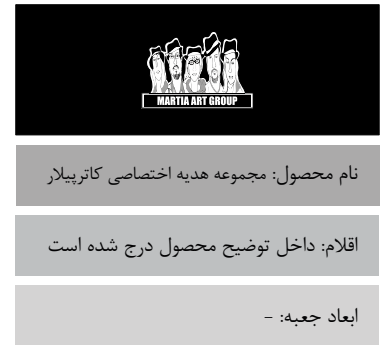 MARTIA ART GROUP
نام محصول: مجموعه هدیه اختصاصی کاترپیلار
اقلام: داخل توضیح محصول درج شده است
ابعاد جعبه: -